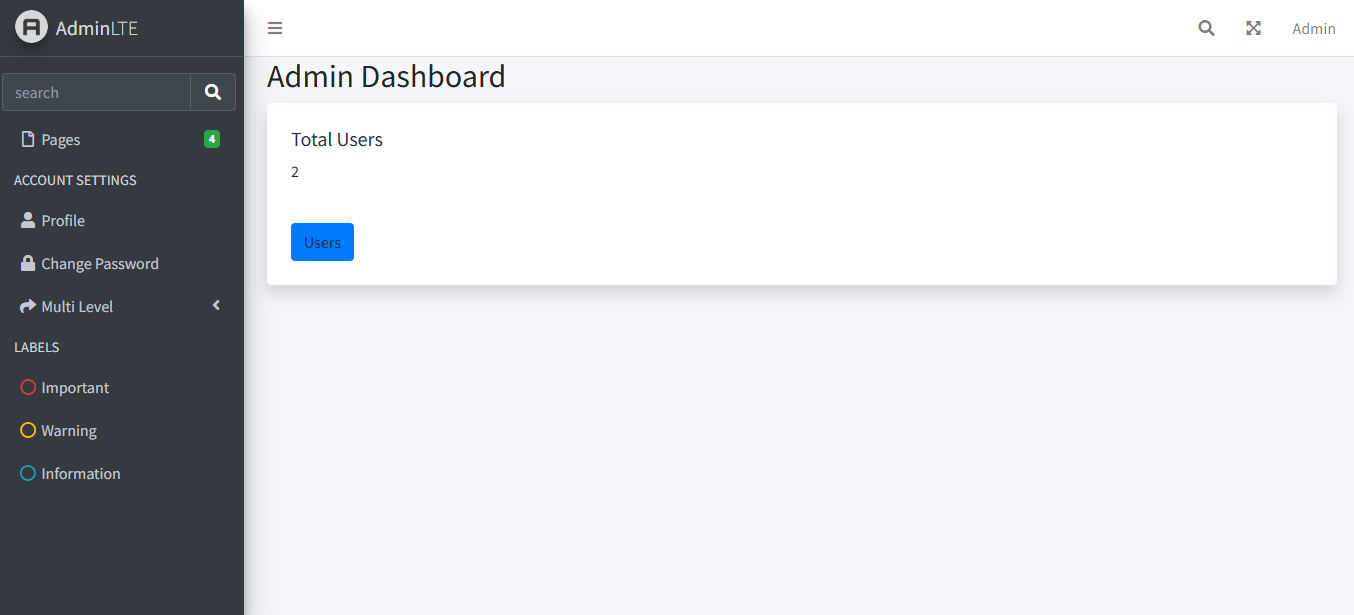 AdminLTE
search
Pages 4
ACCOUNT SETTINGS
Profile
Change Password
Multi Level
LABELS
Important
Warning
Information
Admin
Admin Dashboard
Total Users
2
Users